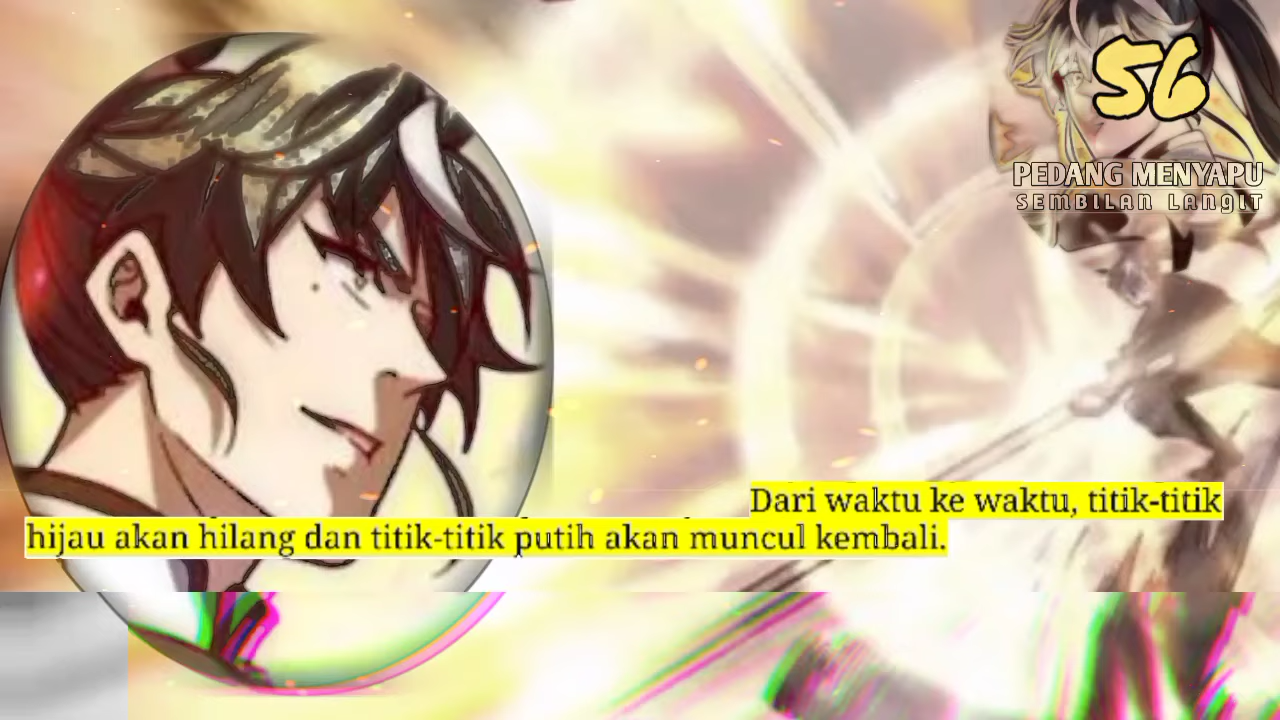 56
PEDANG MENYAPU
SEMBILAN LANGIT
Dari waktu ke waktu, titik-titik
hijau akan hilang dan titik-titik putih akan muncul kembali.